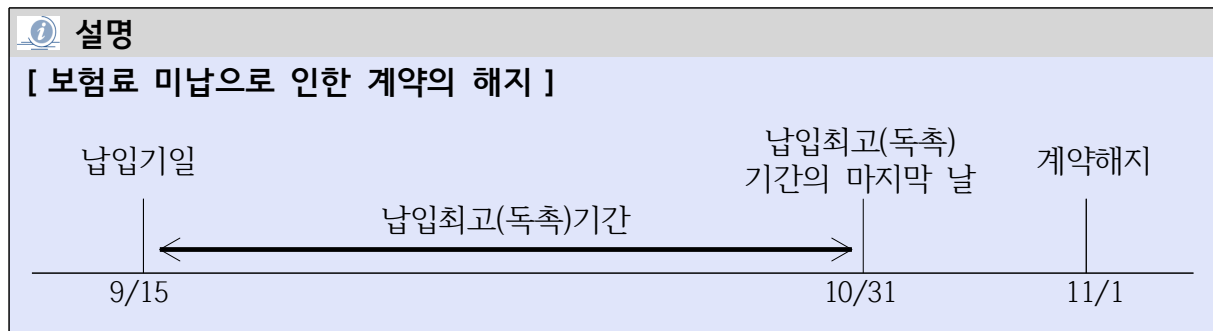 설명
[ 보험료 미납으로 인한 계약의 해지 ]
납입기일
납입최고(독촉)
기간의 마지막 날
계약해지
납입최고(독촉)기간
9/15
10/31
11/1